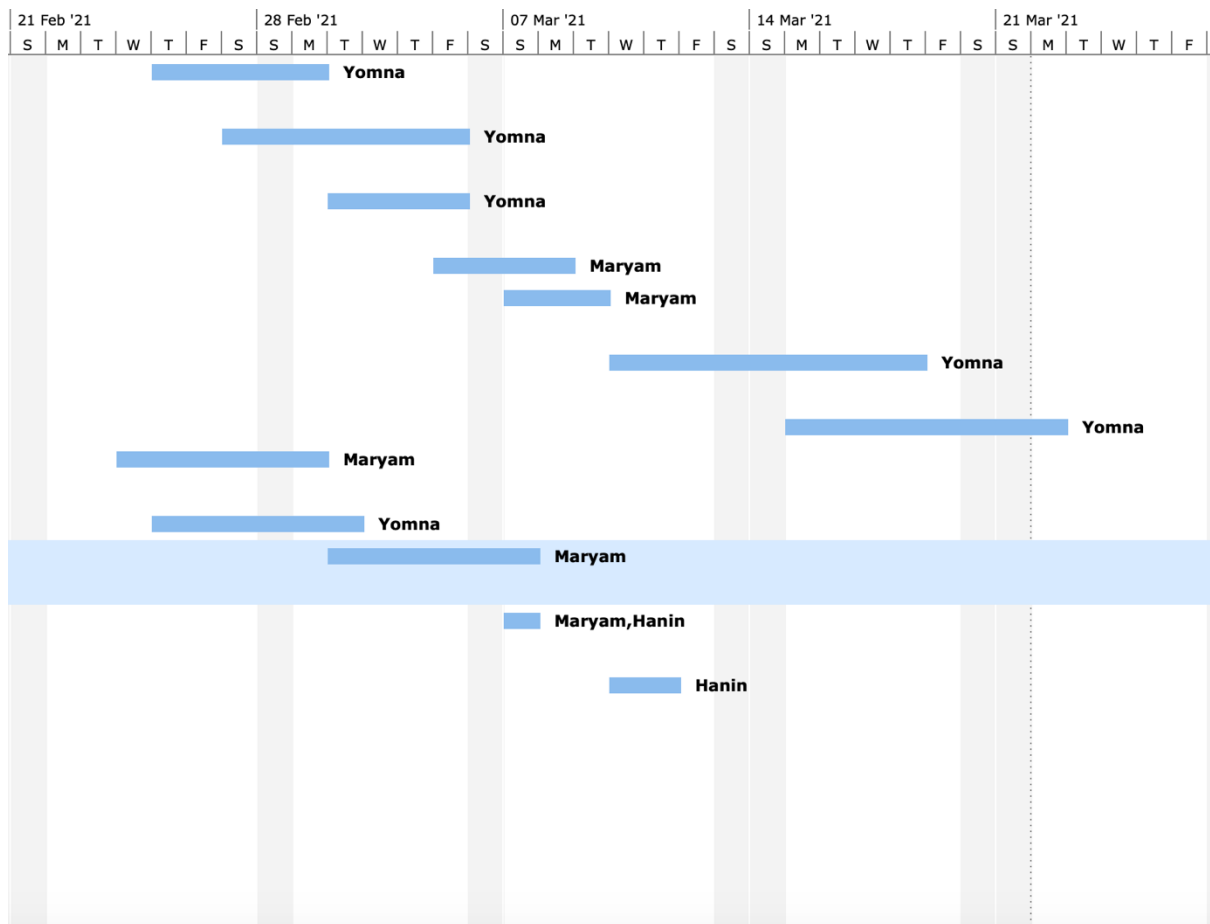 21 Feb '21 28 Feb '21 07 Mar '21 14 Mar '21 21 Mar '21
S M T W T F S S M T W T F S S M T W T F S S M T W T F S S M T W T F
Yomna
Yomna
Yomna
Maryam
Maryam
Yomna
Yomna
Maryam
Yomna
Maryam
Maryam,Hanin
Hanin